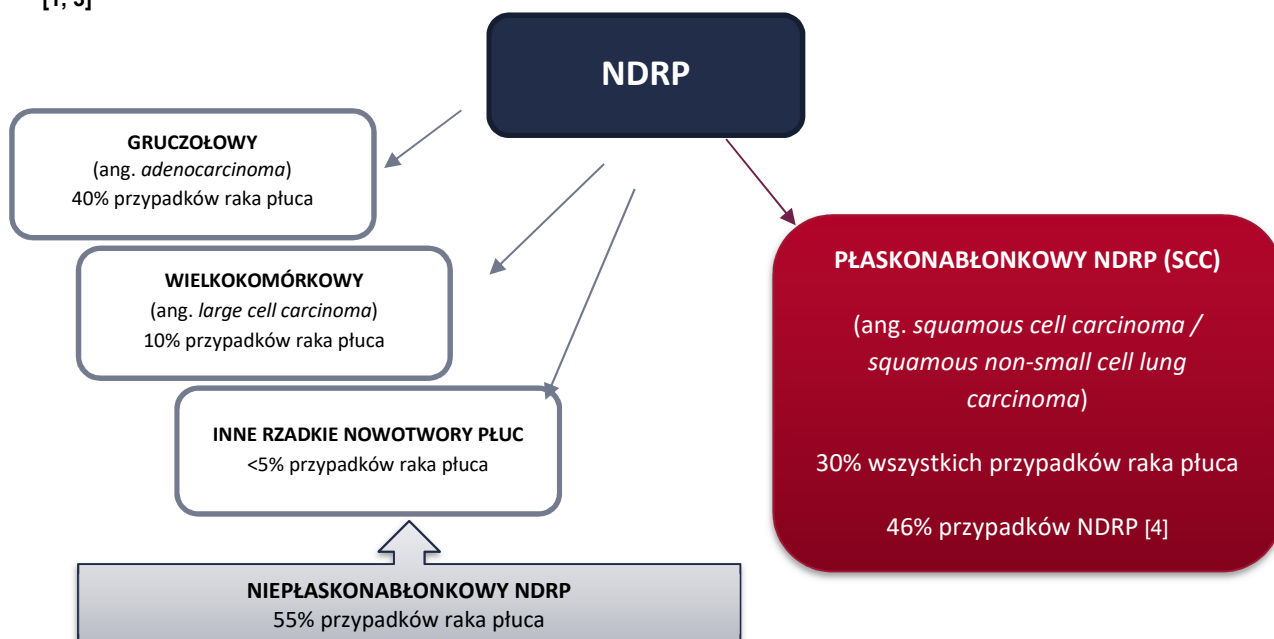 [1, 3]
NDRP
GRUCZOŁOWY
(ang. adenocarcinoma)
40% przypadków raka płuca
WIELKOKOMÓRKOWY
(ang. large cell carcinoma)
10% przypadków raka płuca
INNE RZADKIE NOWOTWORY PŁUC
<5% przypadków raka płuca
NIEPŁASKONABŁONKOWY NDRP
55% przypadków raka płuca
PŁASKONABŁONKOWY NDRP (SCC)
(ang. squamous cell carcinoma /
squamous non-small cell lung
carcinoma)
30% wszystkich przypadków raka płuca
46% przypadków NDRP [4]